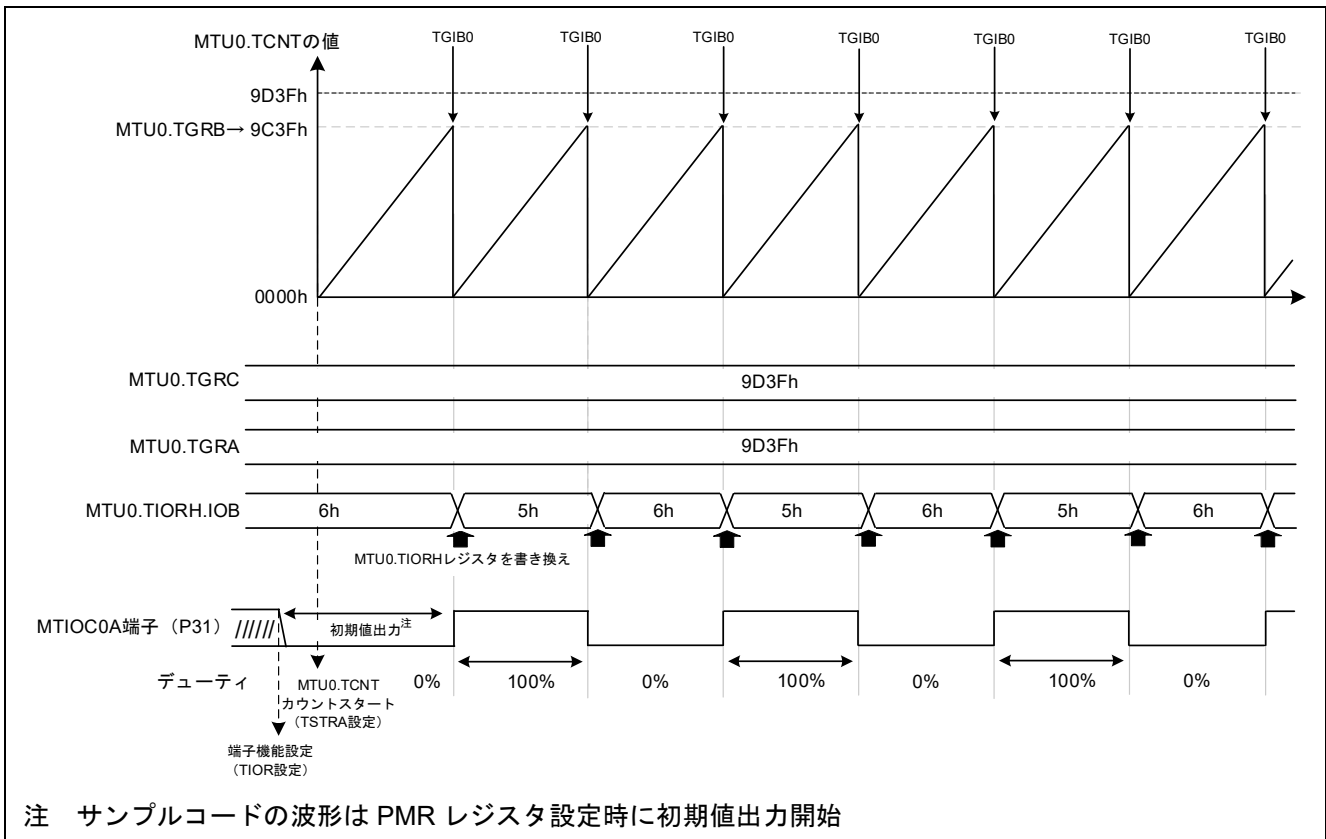 MTU0.TCNTの値
TGIB0 TGIB0 TGIB0 TGIB0 TGIB0 TGIB0 TGIB0
9D3Fh
MTU0.TGRB→ 9C3Fh
0000h
MTU0.TGRC 9D3Fh
MTU0.TGRA 9D3Fh
MTU0.TIORH.IOB 6h 5h 6h 5h 6h 5h 6h
MTU0.TIORHレジスタを書き換え
MTIOC0A端子（P31） 初期値出力注
デューティ 0% 100% 0% 100% 0% 100% 0%
MTU0.TCNT
カウントスタート
（TSTRA設定）
端子機能設定
（TIOR設定）
注 サンプルコードの波形は PMR レジスタ設定時に初期値出力開始